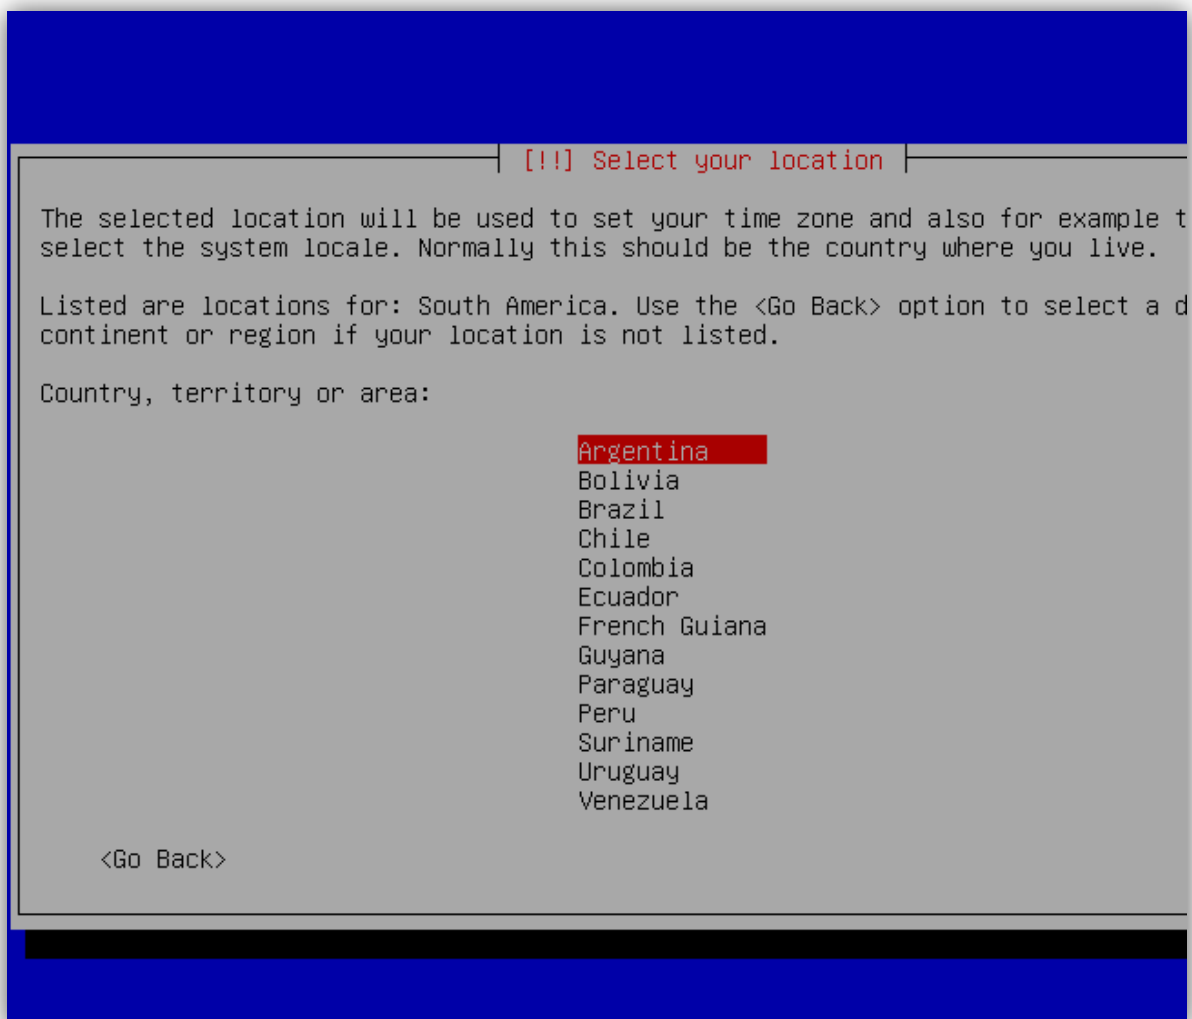 [!!] Select your location
The selected location will be used to set your time zone and also for example t
select the system locale. Normally this should be the country where you live.
Listed are locations for: South America. Use the <Go Back> option to select a d
continent or region if your location is not listed.
Country, territory or area:
Argentina
Bolivia
Brazil
Chile
Colombia
Ecuador
French Guiana
Guyana
Paraguay
Peru
Suriname
Uruguay
Venezuela
<Go Back>